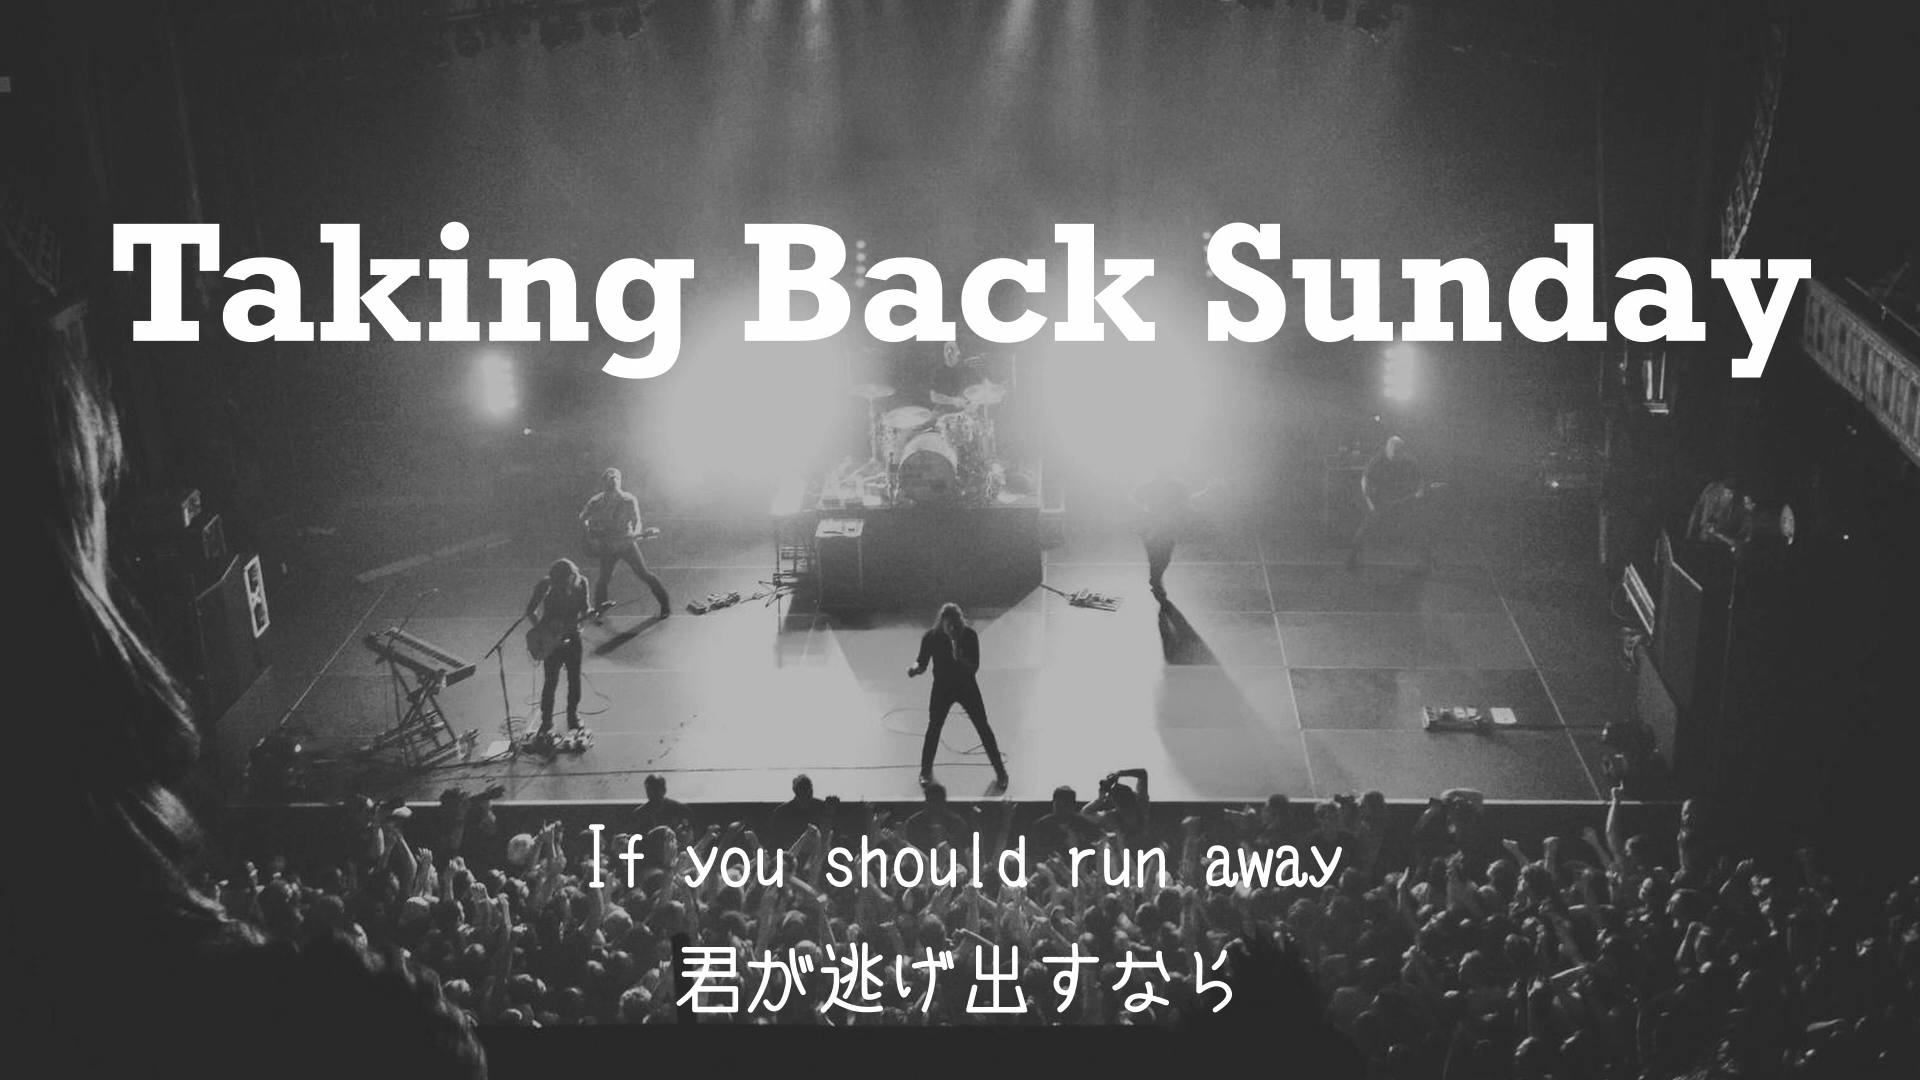 Taking Back Sunday
If you should run away
君が逃げ出すなら